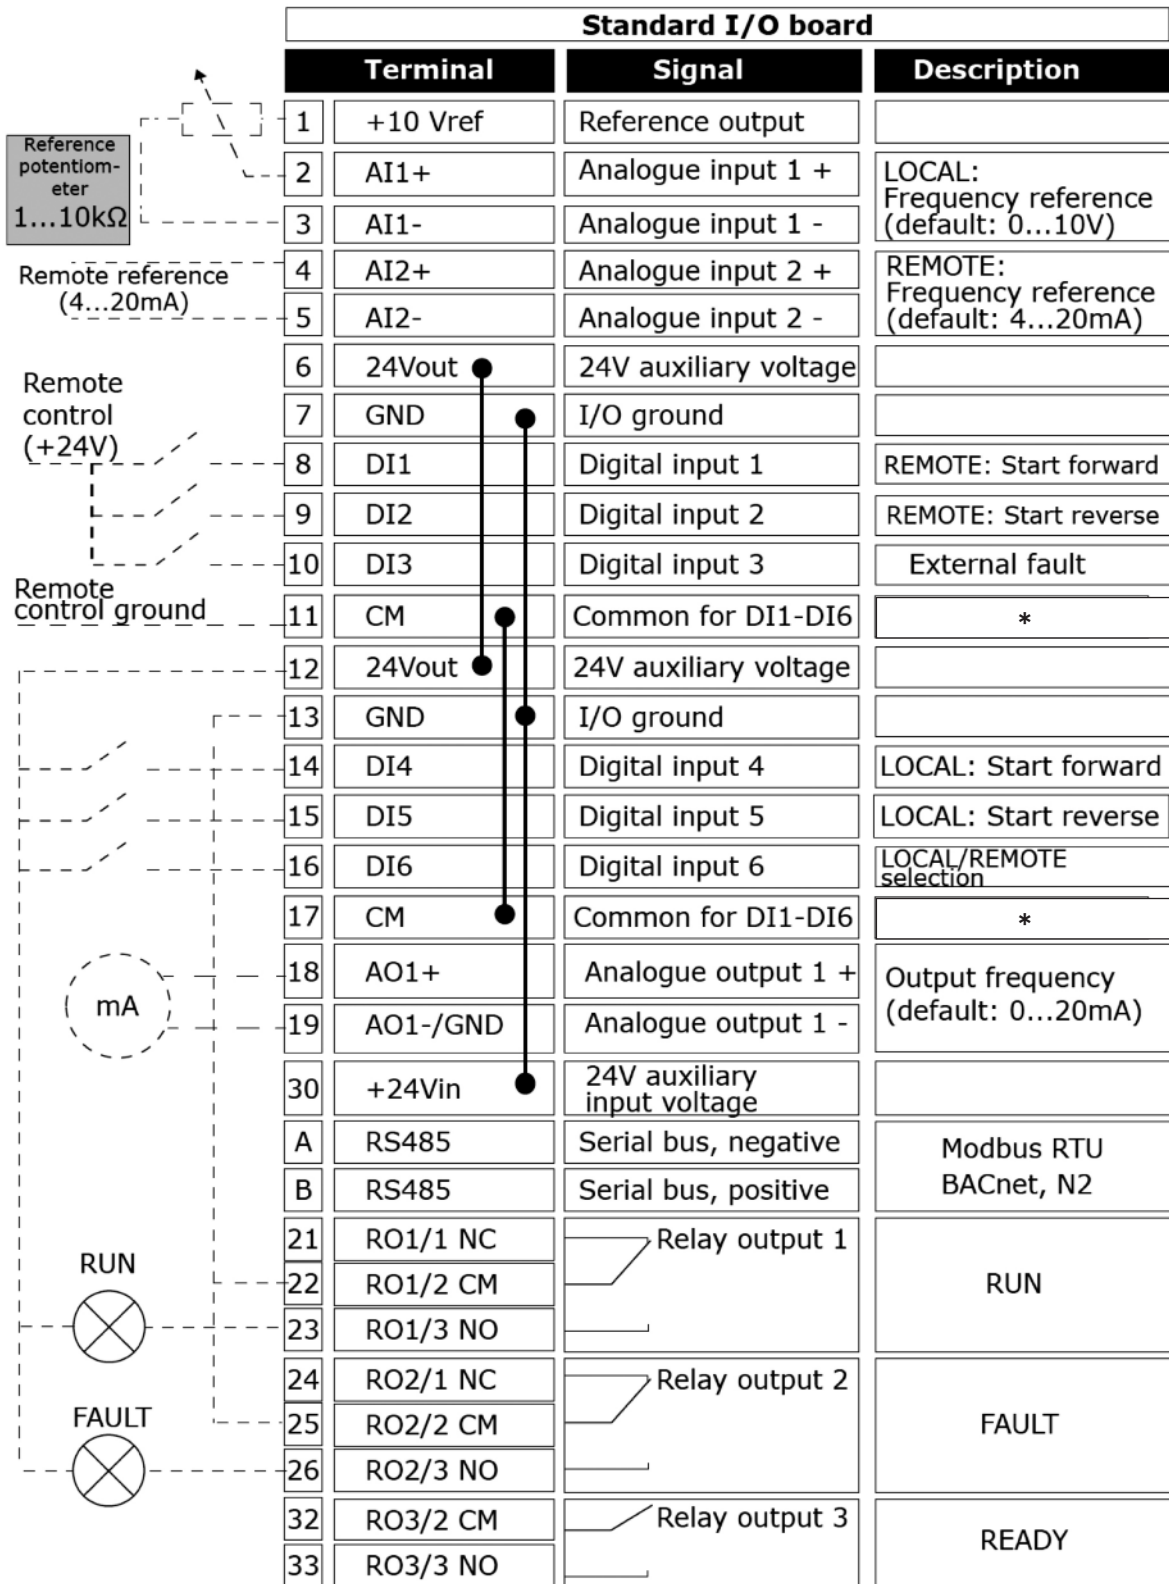 Standard I/O board
Terminal Signal Description
1 +10 Vref Reference output
Reference
potentiom-
eter
1...10kΩ
2 AI1+ Analogue input 1 +
3 AI1- Analogue input 1 -
LOCAL:
Frequency reference
(default: 0...10V)
Remote reference
(4...20mA)
4 AI2+ Analogue input 2 +
5 AI2- Analogue input 2 -
REMOTE:
Frequency reference
(default: 4...20mA)
6 24Vout 24V auxiliary voltage
Remote
control
(+24V)
7 GND I/O ground
8 DI1 Digital input 1 REMOTE: Start forward
9 DI2 Digital input 2 REMOTE: Start reverse
10 DI3 Digital input 3 External fault
Remote
control ground
11 CM Common for DI1-DI6 *
12 24Vout 24V auxiliary voltage
13 GND I/O ground
14 DI4 Digital input 4 LOCAL: Start forward
15 DI5 Digital input 5 LOCAL: Start reverse
16 DI6 Digital input 6 LOCAL/REMOTE
selection
17 CM Common for DI1-DI6 *
mA
18 AO1+ Analogue output 1 +
19 AO1-/GND Analogue output 1 -
Output frequency
(default: 0...20mA)
30 +24Vin 24V auxiliary
input voltage
A RS485 Serial bus, negative
B RS485 Serial bus, positive
Modbus RTU
BACnet, N2
21 RO1/1 NC Relay output 1
RUN
22 RO1/2 CM RUN
23 RO1/3 NO
24 RO2/1 NC Relay output 2
FAULT
25 RO2/2 CM FAULT
26 RO2/3 NO
32 RO3/2 CM Relay output 3
READY
33 RO3/3 NO